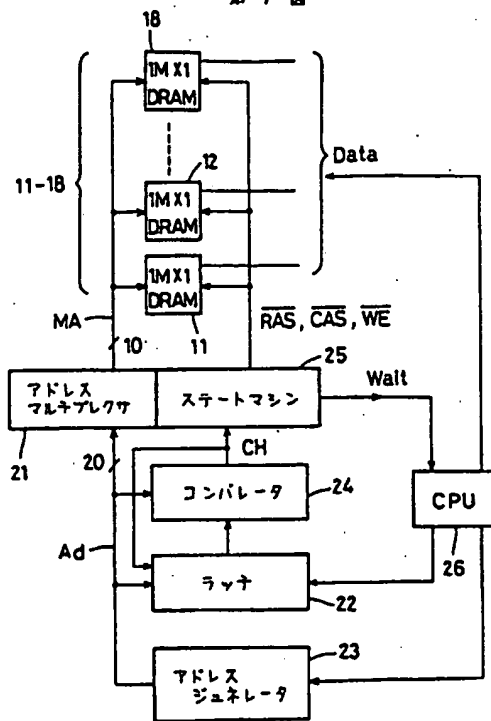 18
1M×1
DRAM
12
1M×1
DRAM
1M×1
DRAM
11
11-18
Data
MA
10
RAS, CAS, WE
25
アドレス
マルチプレクサ
ステートマシン
Wait
21
20
CH
コンパレータ
24
CPU
26
Ad
ラッチ
22
23
アドレス
ジェネレータ